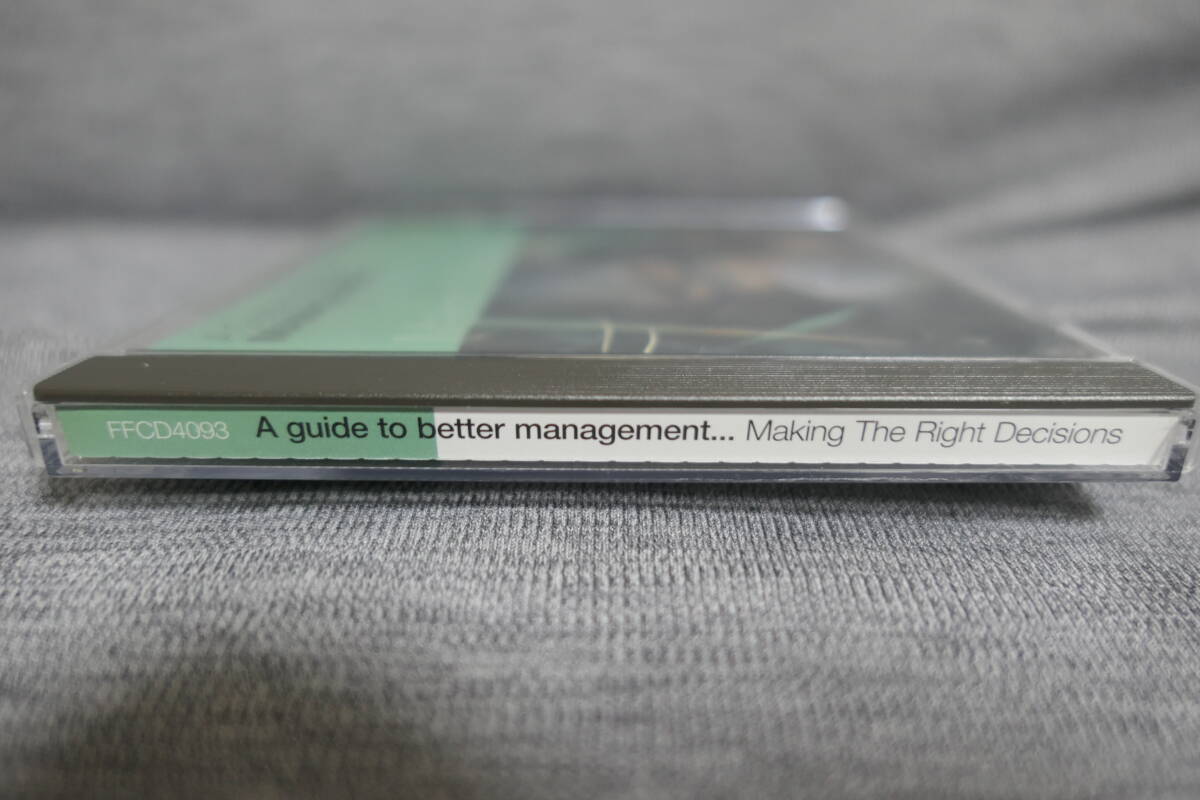 FFCD4093 A guide to better management... Making The Right Decisions